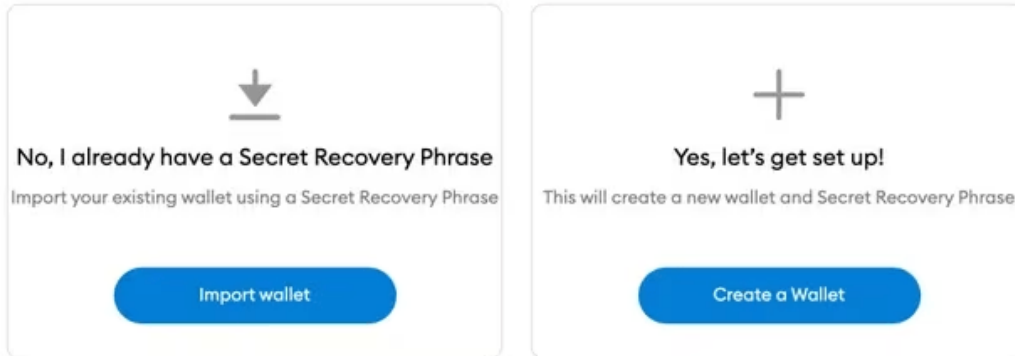 No, I already have a Secret Recovery Phrase
Import your existing wallet using a Secret Recovery Phrase
Import wallet
Yes, let's get set up!
This will create a new wallet and Secret Recovery Phrase
Create a Wallet